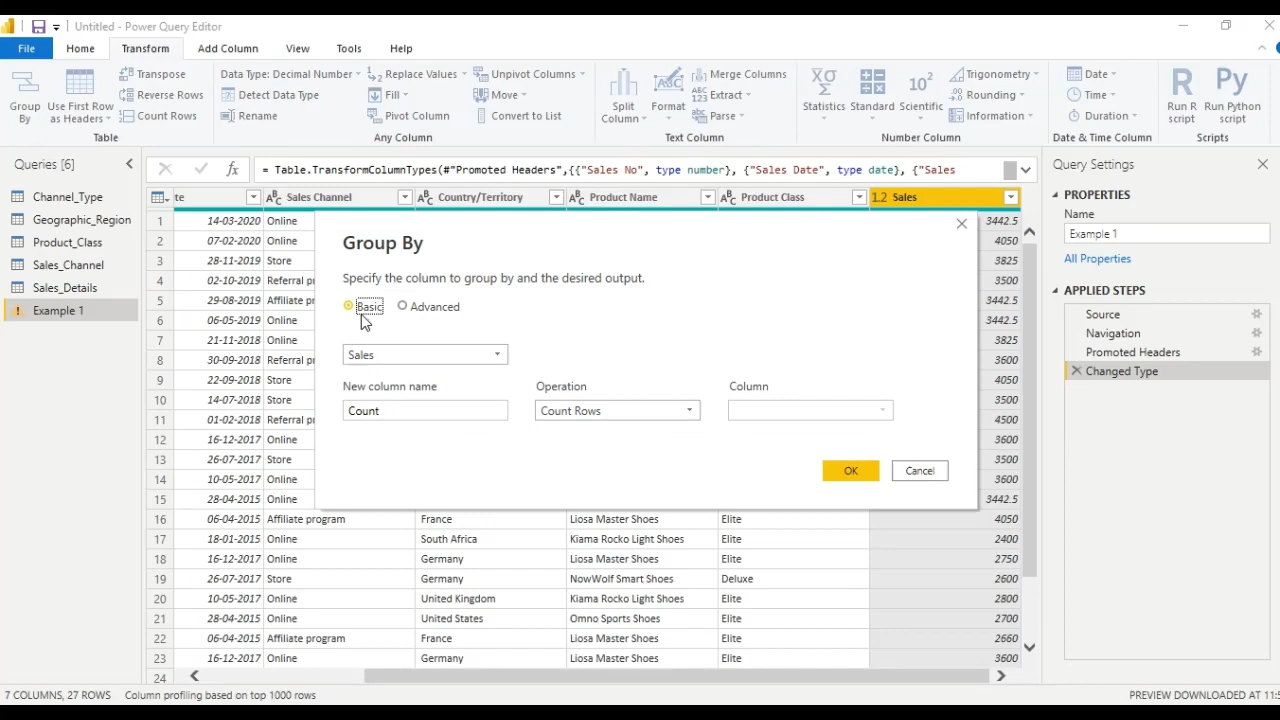 Untitled - Power Query Editor
File Home Transform Add Column View Tools Help
Group By
Use First Row as Headers
Transpose
Reverse Rows
Count Rows
Table
Data Type: Decimal Number
Detect Data Type
Rename
Replace Values
Fill
Pivot Column
Unpivot Columns
Move
Convert to List
Any Column
Split Column
Format
Merge Columns
Extract
Parse
Text Column
Statistics
Standard
Scientific
Trigonometry
Rounding
Information
Number Column
Date
Time
Duration
Date & Time Column
Run R script
Run Python script
Scripts
Queries [6]
Channel_Type
Geographic_Region
Product_Class
Sales_Channel
Sales_Details
Example 1
= Table.TransformColumnTypes(#"Promoted Headers",{{"Sales No", type number}, {"Sales Date", type date}, {"Sales
te Sales Channel Country/Territory Product Name Product Class 1.2 Sales
1 14-03-2020 Online 3442.5
2 07-02-2020 Online 4050
3 28-11-2019 Store 3825
4 02-10-2019 Referral p 3500
5 29-08-2019 Affiliate p 3442.5
6 06-05-2019 Online 3442.5
7 21-11-2018 Online 3825
8 30-09-2018 Referral p 3600
9 22-09-2018 Store 4050
10 14-07-2018 Store 3500
11 01-02-2018 Referral p 4500
12 16-12-2017 Online 3600
13 26-07-2017 Store 3500
14 10-05-2017 Online 3600
15 28-04-2015 Online 3442.5
16 06-04-2015 Affiliate program France Liosa Master Shoes Elite 4050
17 18-01-2015 Online South Africa Kiama Rocko Light Shoes Elite 2400
18 16-12-2017 Online Germany Liosa Master Shoes Elite 2750
19 26-07-2017 Store Germany NowWolf Smart Shoes Deluxe 2600
20 10-05-2017 Online United Kingdom Kiama Rocko Light Shoes Elite 2800
21 28-04-2015 Online United States Omno Sports Shoes Elite 2700
22 06-04-2015 Affiliate program France Liosa Master Shoes Elite 2660
23 16-12-2017 Online Germany Liosa Master Shoes Elite 3600
24
Group By
Specify the column to group by and the desired output.
Basic Advanced
Sales
New column name Operation Column
Count Count Rows
OK Cancel
Query Settings
PROPERTIES
Name
Example 1
All Properties
APPLIED STEPS
Source
Navigation
Promoted Headers
Changed Type
7 COLUMNS, 27 ROWS Column profiling based on top 1000 rows
PREVIEW DOWNLOADED AT 11:5